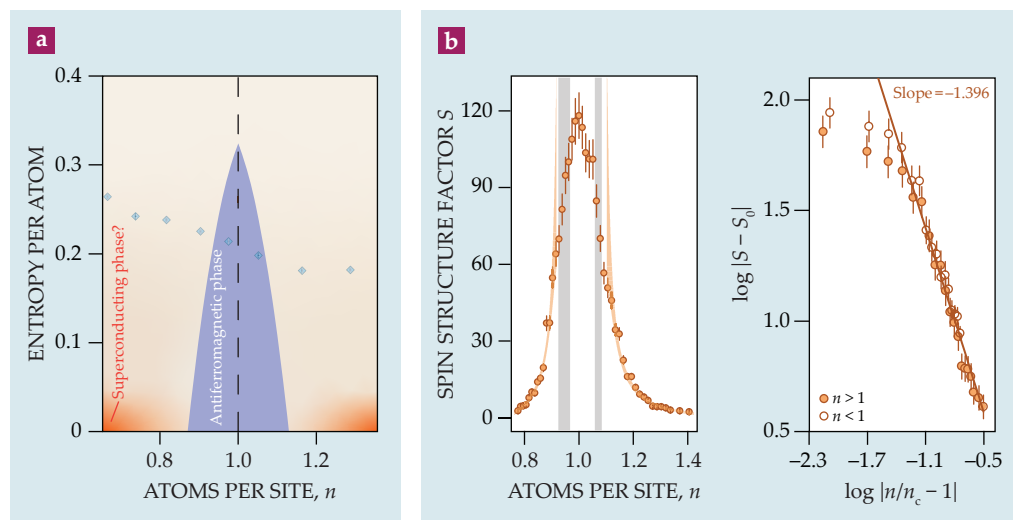 a
0.4
0.3
0.2
0.1
0
ENTROPY PER ATOM
Superconducting phase?
Antiferromagnetic phase
0.8
1.0
1.2
ATOMS PER SITE, n
b
120
90
60
30
0
SPIN STRUCTURE FACTOR S
0.8
1.0
1.2
1.4
ATOMS PER SITE, n
Slope=–1.396
2.0
1.5
1.0
0.5
log |S – S₀|
n > 1
n < 1
–2.3
–1.7
–1.1
–0.5
log |n/n_c – 1|